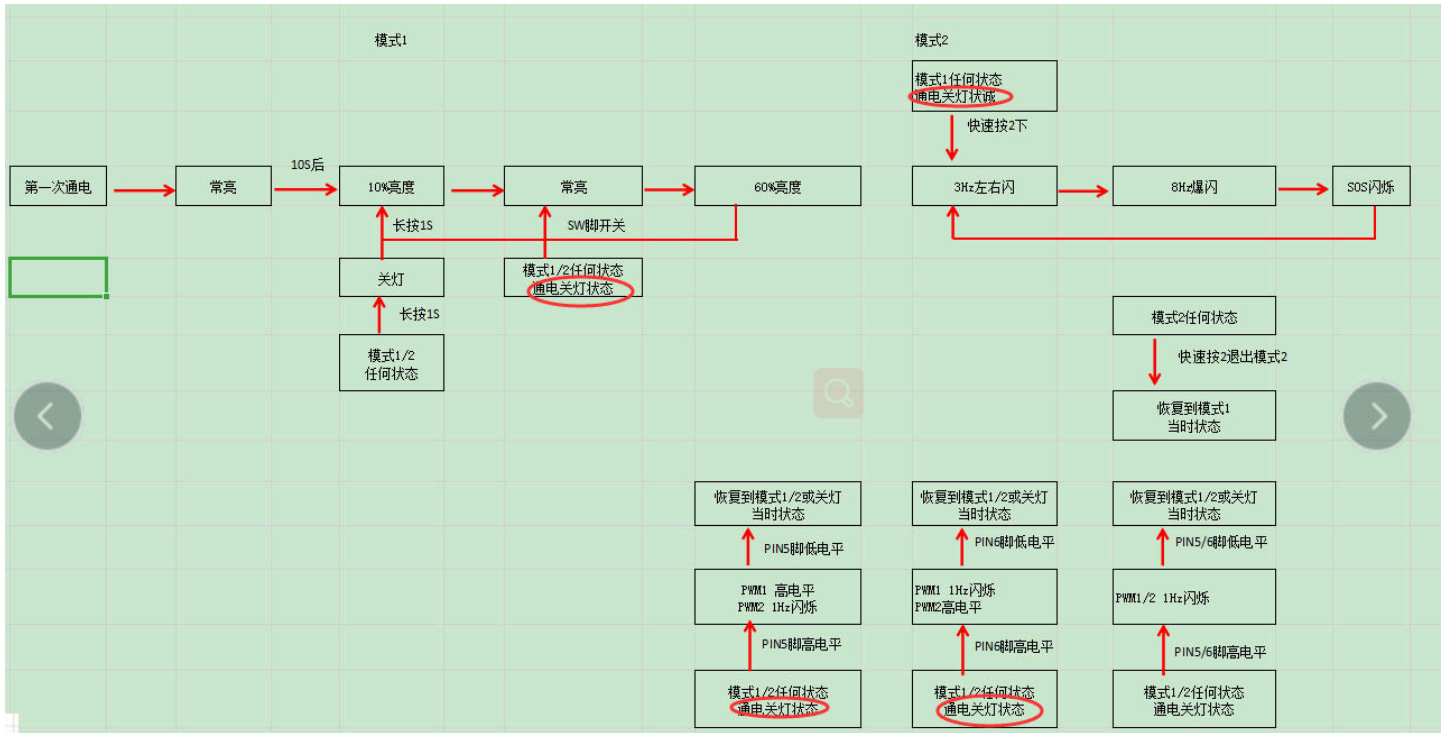 模式1
模式2
模式1任何状态
通电关灯状诚
快速按2下
第一次通电
常亮
10S后
10%亮度
常亮
60%亮度
3Hz左右闪
8Hz爆闪
SOS闪烁
长按1S
SW脚开关
关灯
模式1/2任何状态
通电关灯状态
长按1S
模式1/2
任何状态
模式2任何状态
快速按2退出模式2
恢复到模式1
当时状态
恢复到模式1/2或关灯
当时状态
恢复到模式1/2或关灯
当时状态
恢复到模式1/2或关灯
当时状态
PIN5脚低电平
PIN6脚低电平
PIN5/6脚低电平
PWM1 高电平
PWM2 1Hz闪烁
PWM1 1Hz闪烁
PWM2高电平
PWM1/2 1Hz闪烁
PIN5脚高电平
PIN6脚高电平
PIN5/6脚高电平
模式1/2任何状态
通电关灯状态
模式1/2任何状态
通电关灯状态
模式1/2任何状态
通电关灯状态